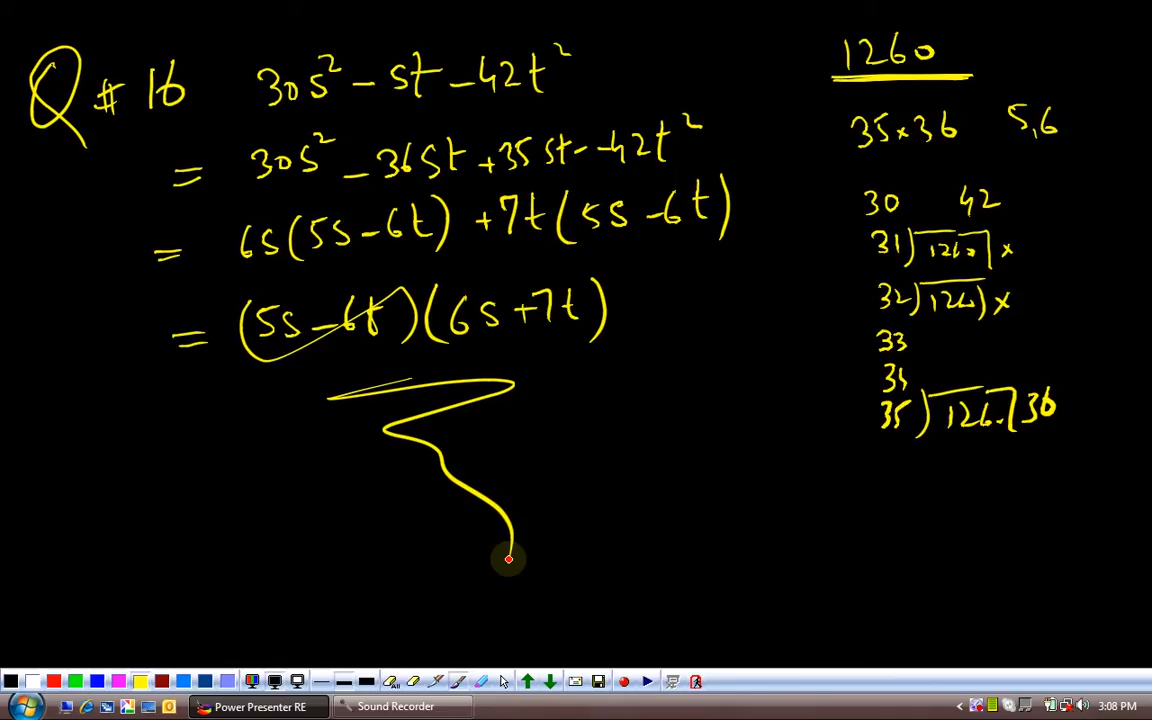 Q # 16 30s² - st - 42t²
= 30s² - 36st + 35st - 42t²
= 6s(5s - 6t) + 7t(5s - 6t)
= (5s - 6t)(6s + 7t)
1260
35 × 36 5,6
30 42
31)1260 ×
32)1260) ×
33
34
35)1260 36
Power Presenter RE
Sound Recorder
3:08 PM